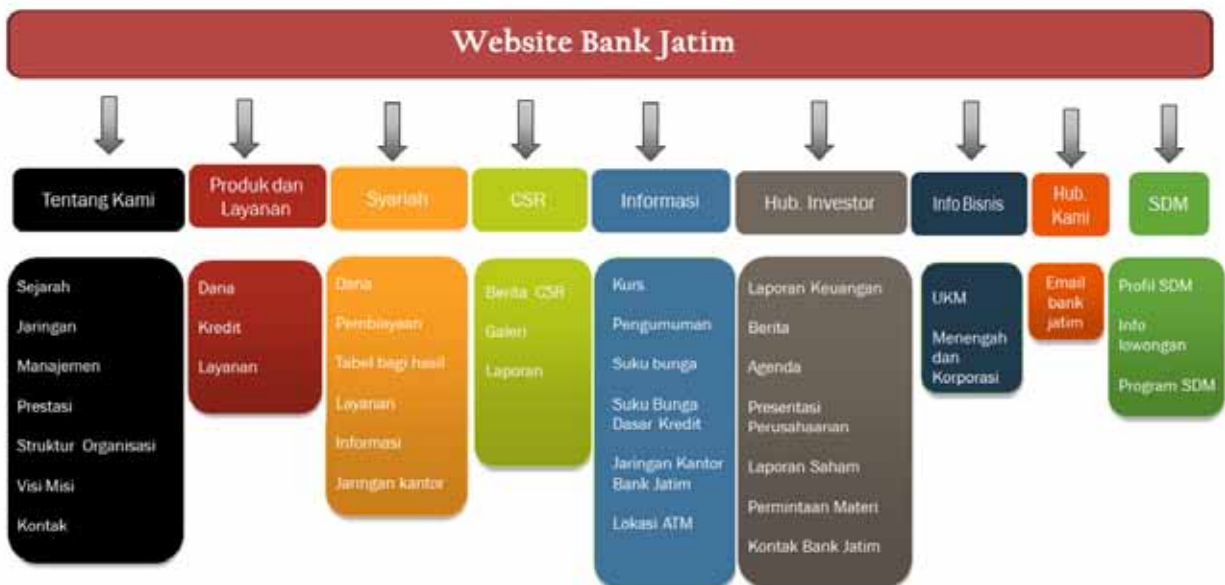 Website Bank Jatim
Tentang Kami
Produk dan
Layanan
Syariah
CSR
Informasi
Hub. Investor
Info Bisnis
Hub.
Kami
SDM
Sejarah
Jaringan
Manajemen
Prestasi
Struktur Organisasi
Visi Misi
Kontak
Dana
Kredit
Layanan
Dana
Pembiayaan
Tabel bagi hasil
Layanan
Informasi
Jaringan kantor
Berita CSR
Galeri
Laporan
Kurs
Pengumuman
Suku bunga
Suku Bunga
Dasar Kredit
Jaringan Kantor
Bank Jatim
Lokasi ATM
Laporan Keuangan
Berita
Agenda
Presentasi
Perusahaanan
Laporan Saham
Permintaan Materi
Kontak Bank Jatim
UKM
Menengah
dan
Korporasi
Email
bank
jatim
Profil SDM
Info
lowongan
Program SDM